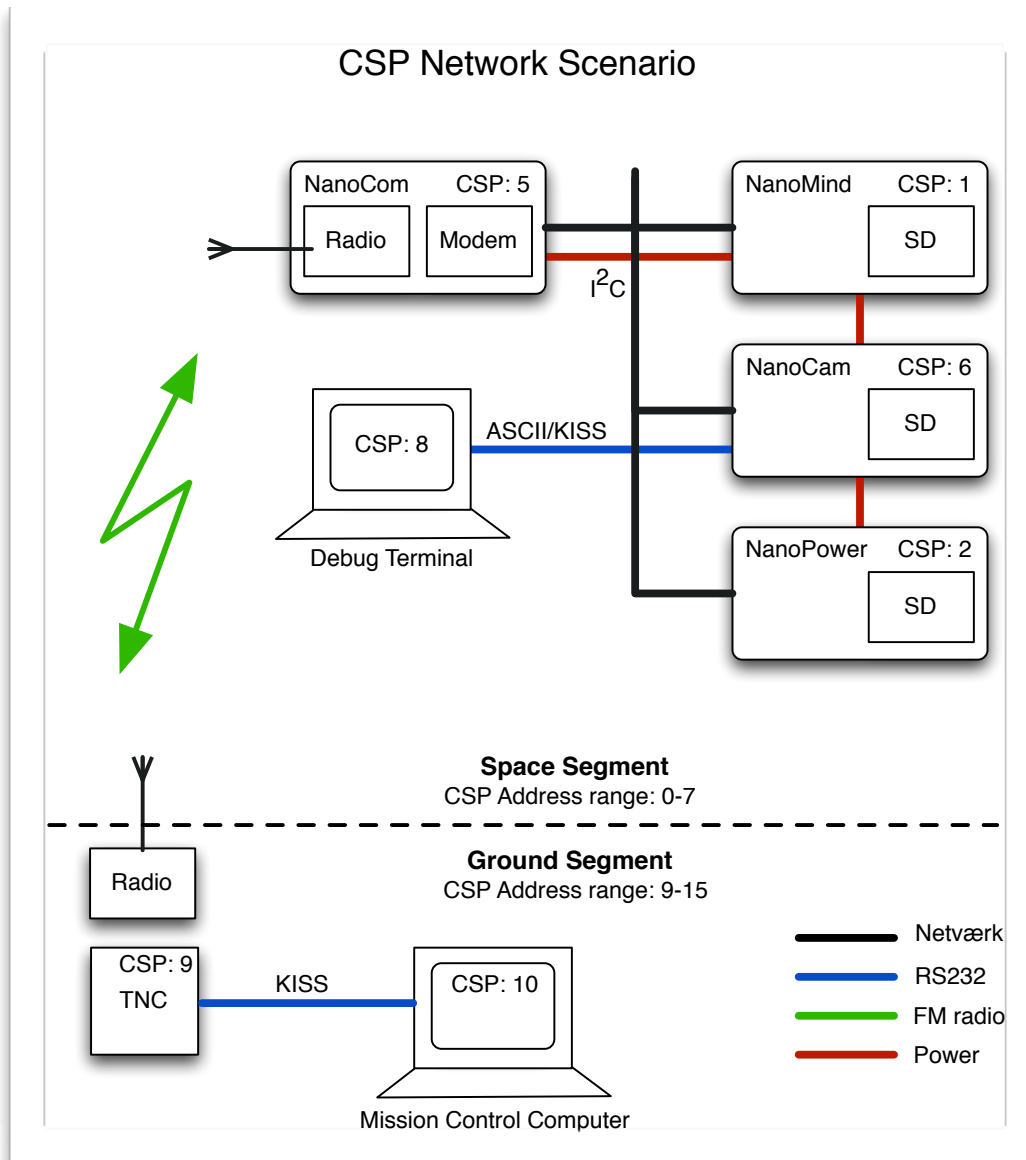 CSP Network Scenario
NanoCom CSP: 5
Radio
Modem
NanoMind CSP: 1
SD
I²C
NanoCam CSP: 6
SD
CSP: 8
ASCII/KISS
Debug Terminal
NanoPower CSP: 2
SD
Space Segment
CSP Address range: 0-7
Ground Segment
CSP Address range: 9-15
Radio
CSP: 9
TNC
KISS
CSP: 10
Mission Control Computer
Netværk
RS232
FM radio
Power